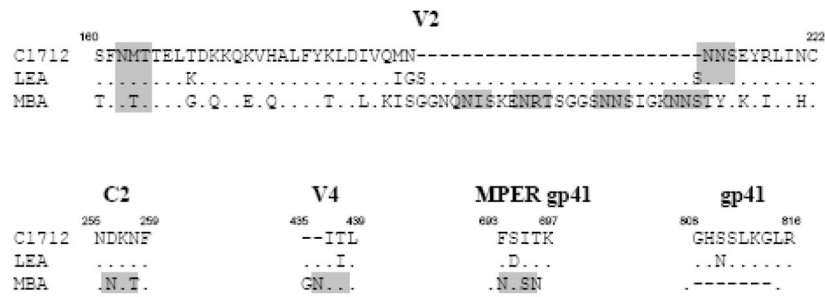 V2
160 222
C1712 SFNMTTELTDKKQKVHALFYKLDIVQMN----------------------------NNSEYRLINC
LEA .........K....................IGS...........................S.........
MBA T..T.....G.Q..E.Q.....T..L.KISGGNQNISKENRTSGGSNNSIGKNNSTY.K.I..H.
C2 V4 MPER gp41 gp41
255 259 435 439 693 697 808 816
C1712 NDKNF --ITL FSITK GHSSLKGLR
LEA ..... ...I. .D... ..N......
MBA .N.T. GN... N.SN .-------.